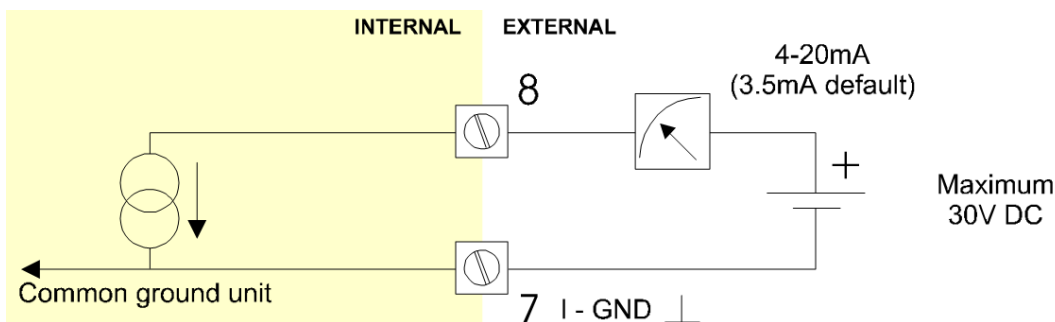 INTERNAL EXTERNAL
8
4-20mA
(3.5mA default)
+
Maximum
30V DC
Common ground unit
7 I - GND